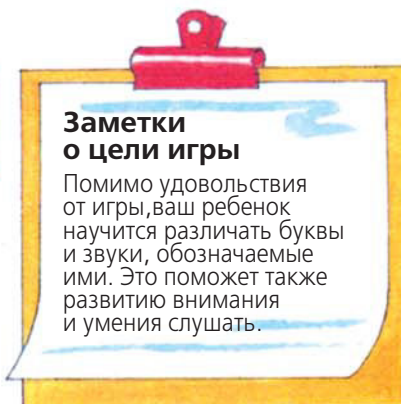 Заметки
о цели игры
Помимо удовольствия
от игры,ваш ребенок
научится различать буквы
и звуки, обозначаемые
ими. Это поможет также
развитию внимания
и умения слушать.